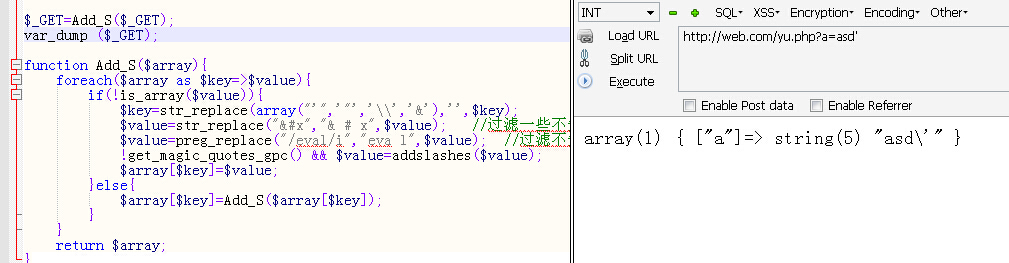 $_GET=Add_S($_GET);
var_dump ($_GET);
function Add_S($array){
foreach($array as $key=>$value){
if(!is_array($value)){
$key=str_replace(array("'",'"','\\','&'),'',$key);
$value=str_replace("&#x","& # x",$value); //过滤一些不
$value=preg_replace("/eval/i","eva l",$value); //过滤不
!get_magic_quotes_gpc() && $value=addslashes($value);
$array[$key]=$value;
}else{
$array[$key]=Add_S($array[$key]);
}
}
return $array;
}
INT
SQL- XSS- Encryption- Encoding- Other-
Load URL
http://web.com/yu.php?a=asd'
Split URL
Execute
Enable Post data Enable Referrer
array(1) { ["a"]=> string(5) "asd\'" }